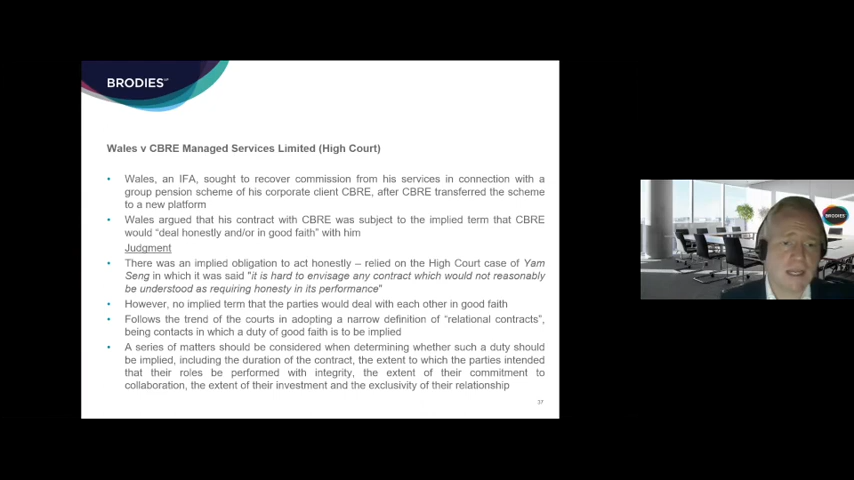 BRODIES LLP
Wales v CBRE Managed Services Limited (High Court)
• Wales, an IFA, sought to recover commission from his services in connection with a
group pension scheme of his corporate client CBRE, after CBRE transferred the scheme
to a new platform
• Wales argued that his contract with CBRE was subject to the implied term that CBRE
would "deal honestly and/or in good faith" with him
Judgment
• There was an implied obligation to act honestly – relied on the High Court case of Yam
Seng in which it was said "it is hard to envisage any contract which would not reasonably
be understood as requiring honesty in its performance"
• However, no implied term that the parties would deal with each other in good faith
• Follows the trend of the courts in adopting a narrow definition of "relational contracts",
being contacts in which a duty of good faith is to be implied
• A series of matters should be considered when determining whether such a duty should
be implied, including the duration of the contract, the extent to which the parties intended
that their roles be performed with integrity, the extent of their commitment to
collaboration, the extent of their investment and the exclusivity of their relationship
37
BRODIES